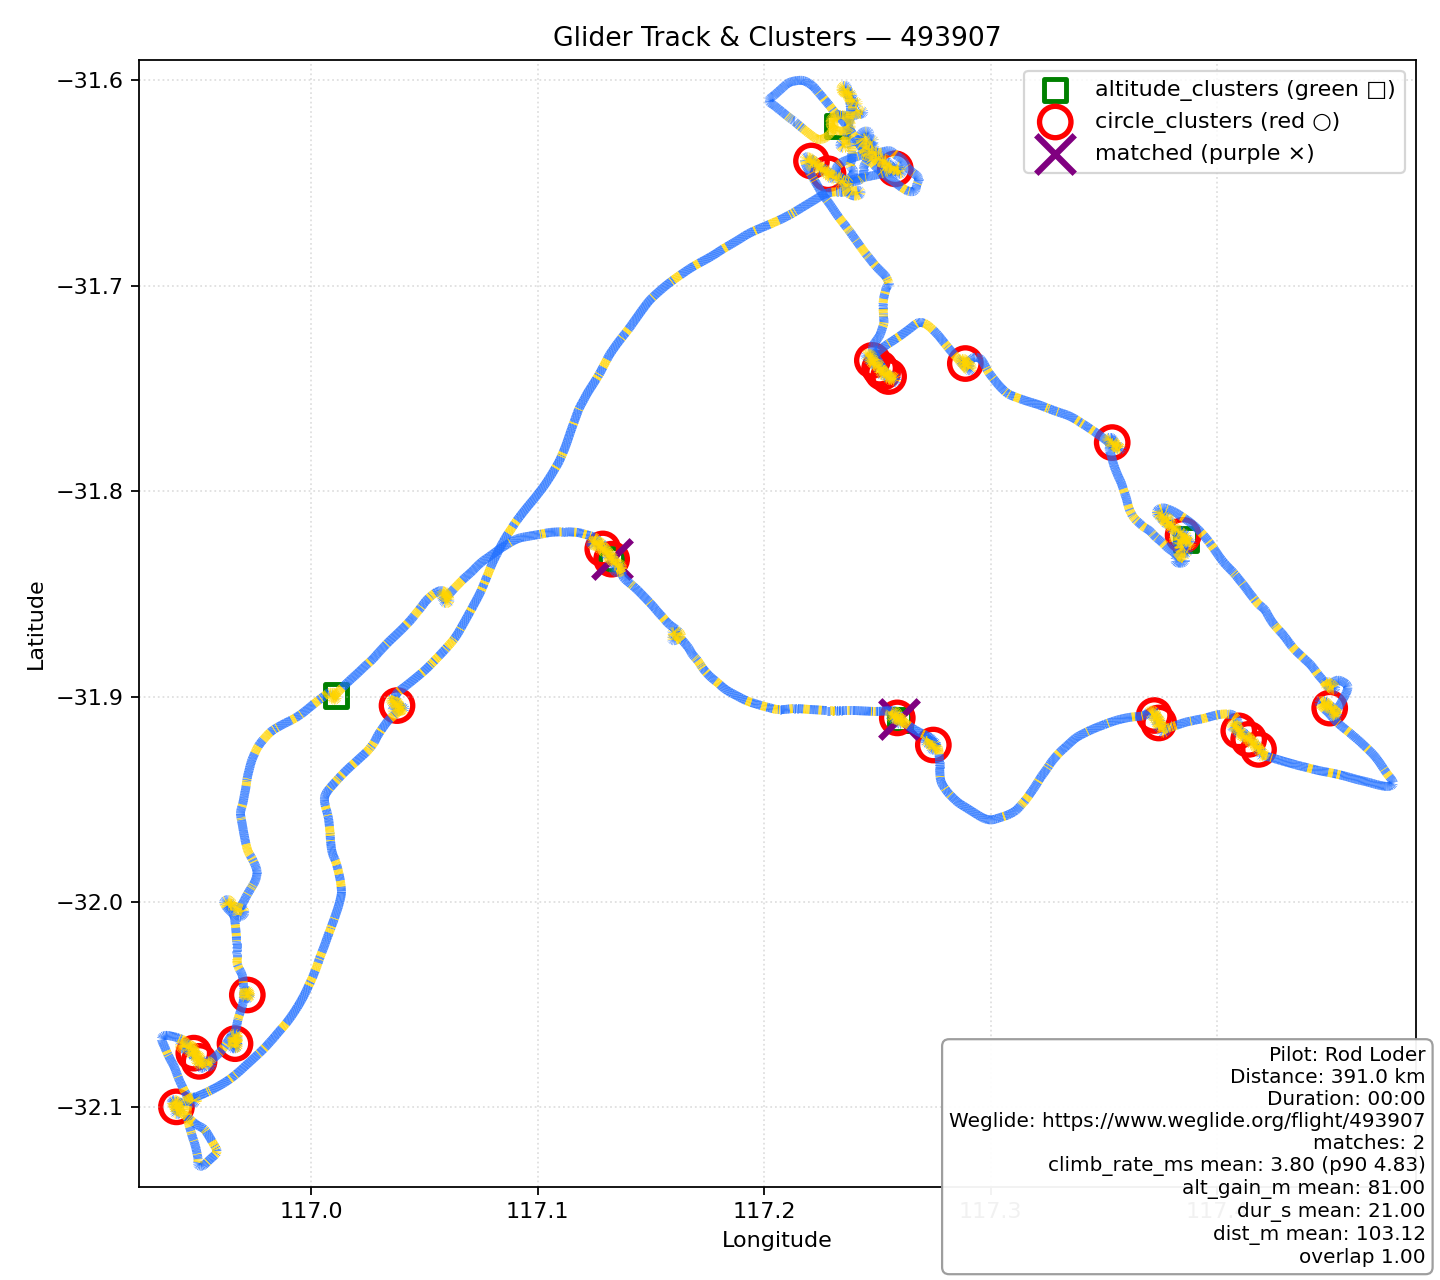 Glider Track & Clusters — 493907
altitude_clusters (green □)
circle_clusters (red ○)
matched (purple ×)
−31.6
−31.7
−31.8
−31.9
−32.0
−32.1
Latitude
117.0
117.1
117.2
117.3
Longitude
Pilot: Rod Loder
Distance: 391.0 km
Duration: 00:00
Weglide: https://www.weglide.org/flight/493907
matches: 2
climb_rate_ms mean: 3.80 (p90 4.83)
alt_gain_m mean: 81.00
dur_s mean: 21.00
dist_m mean: 103.12
overlap 1.00